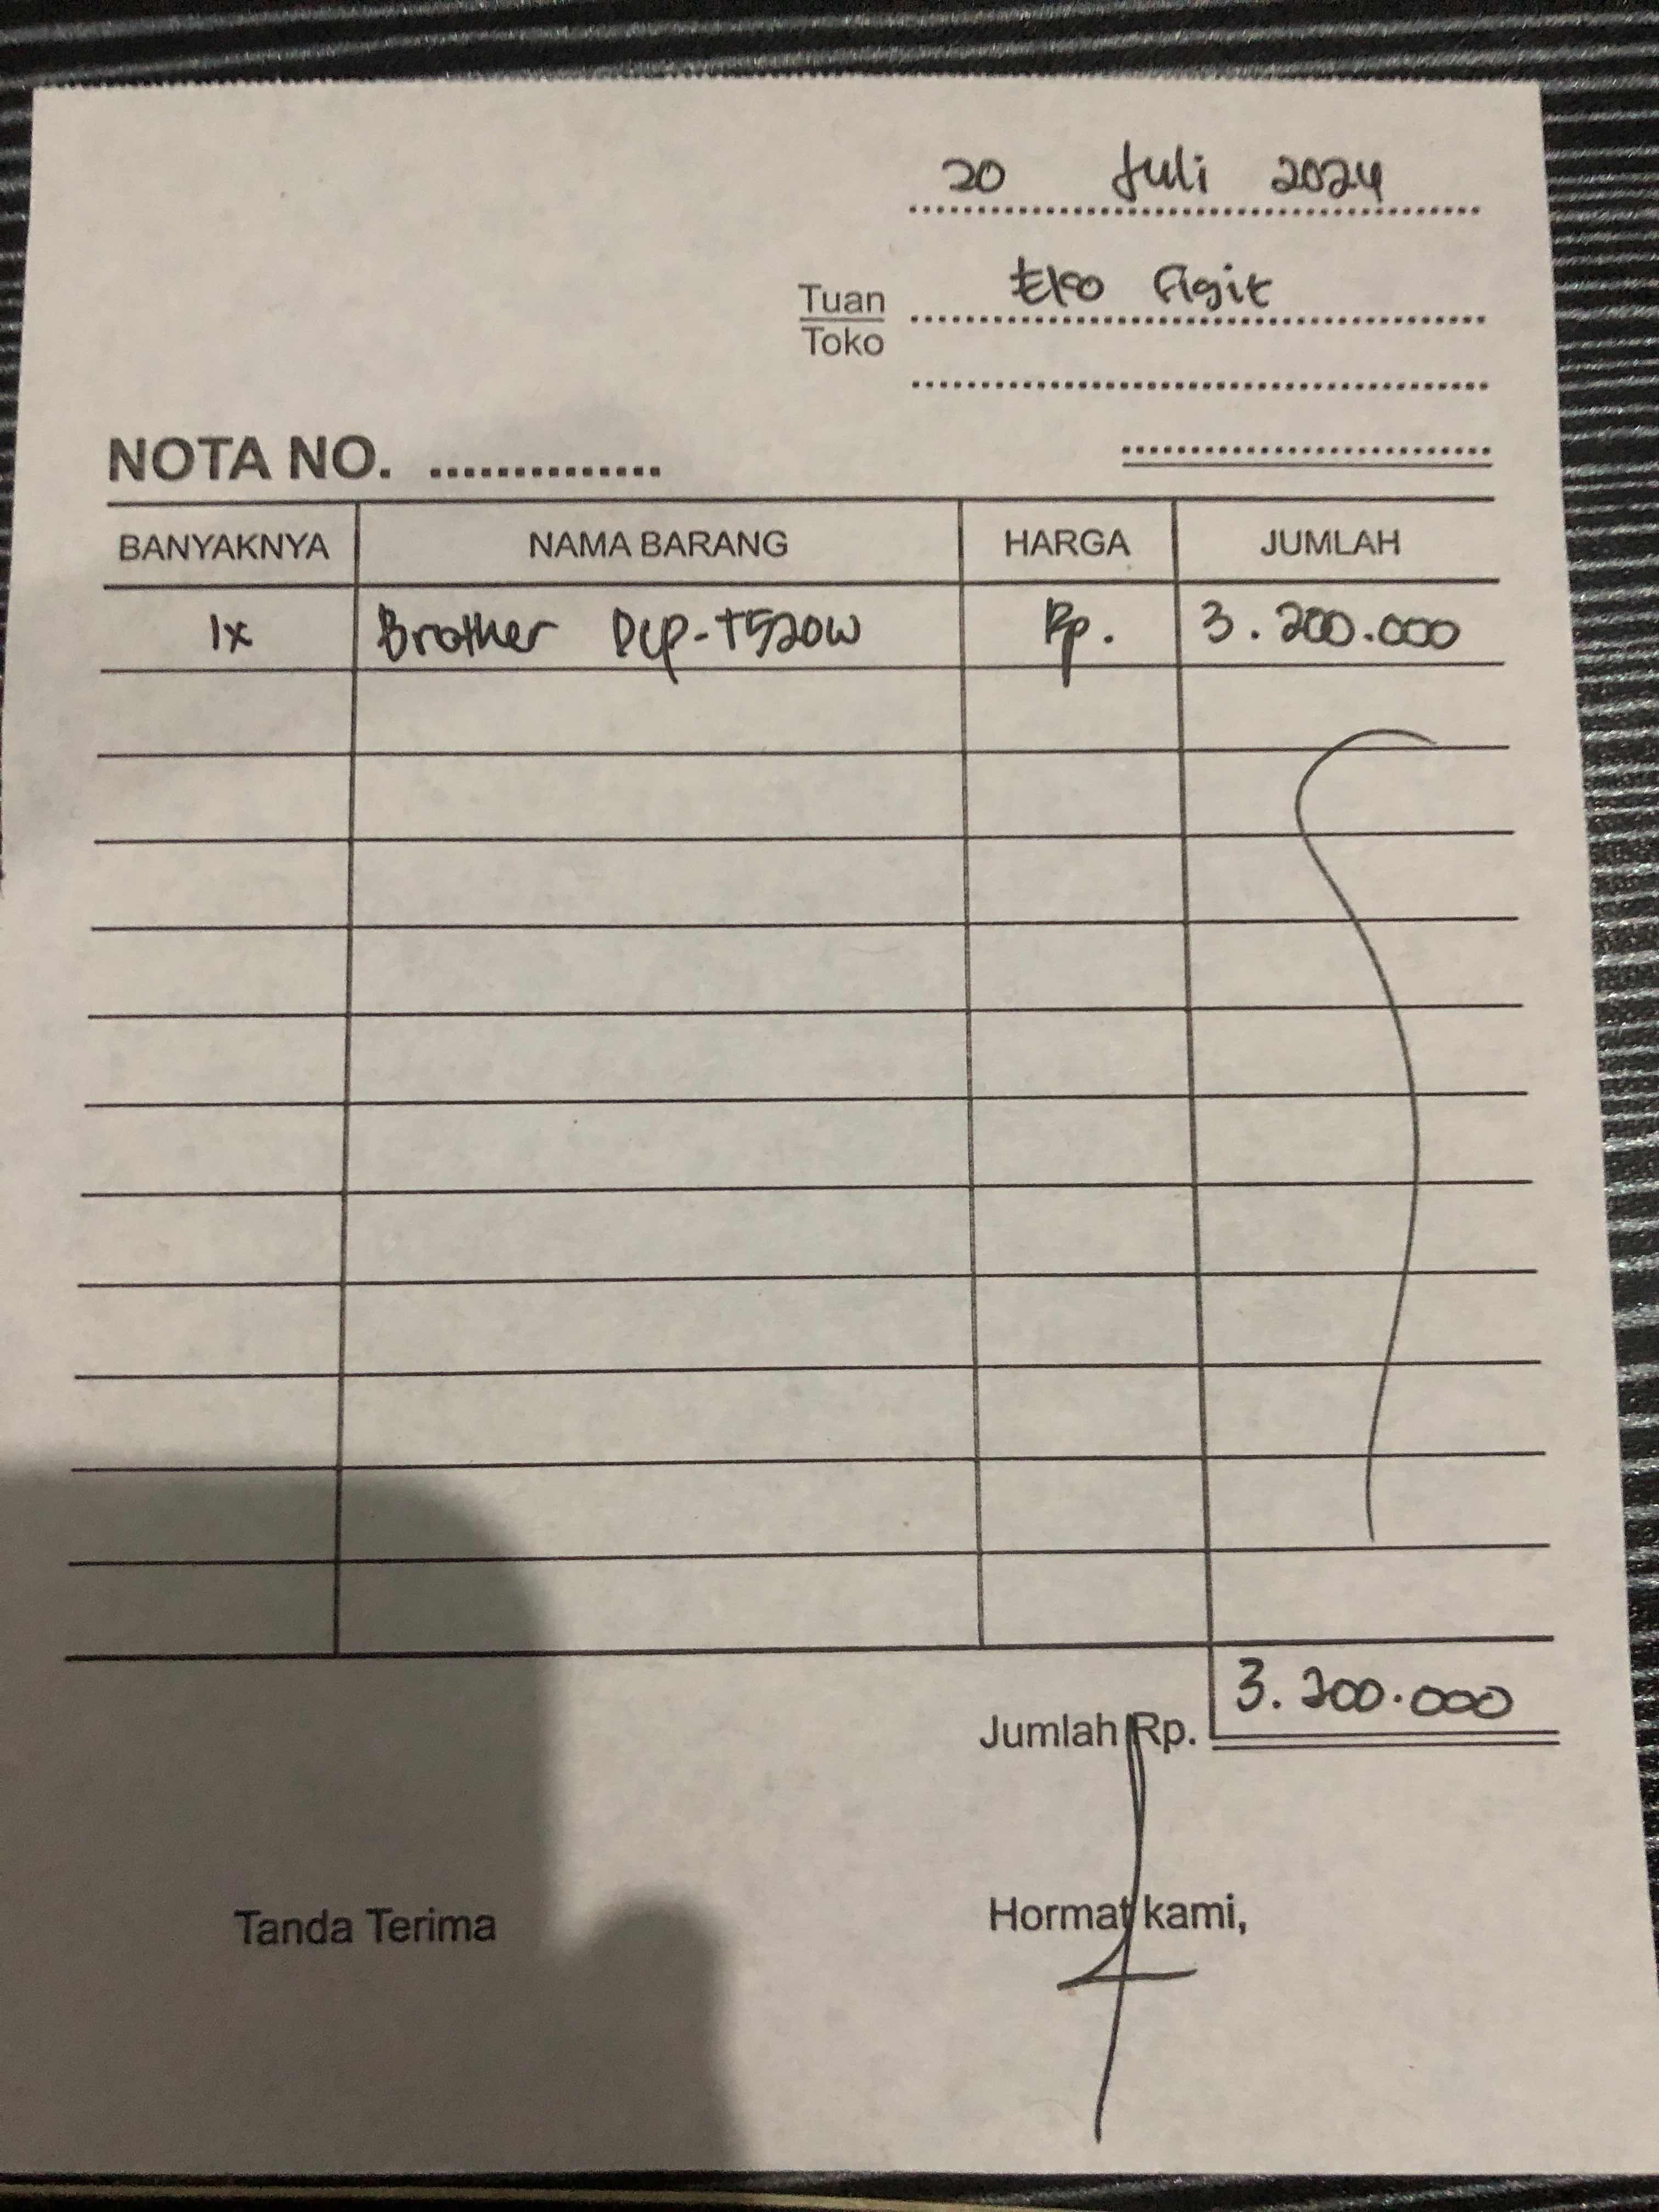 20 Juli 2024
Tuan Eko
Toko
NOTA NO. ..............
BANYAKNYA NAMA BARANG HARGA JUMLAH
1x Brother Dcp-T520W Rp. 3.200.000
Jumlah Rp. 3.200.000
Tanda Terima Hormat kami,